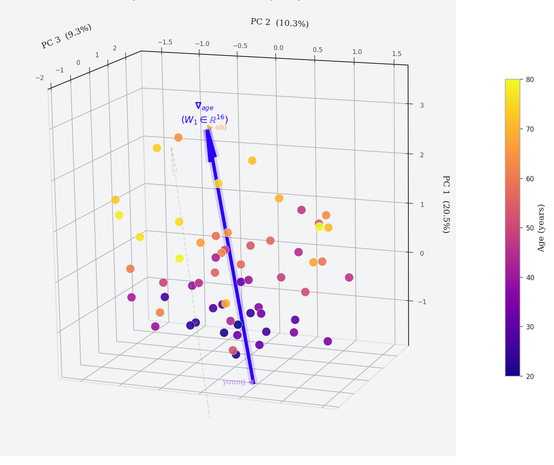 PC 2 (10.3%)
PC 3 (9.3%)
−1.5 −1.0 −0.5 0.0 0.5 1.0 1.5
−2 −1 0 1 2
∇age
(W₁ ∈ ℝ¹⁶)
old
young
3
2
1
0
−1
PC 1 (20.5%)
80
70
60
50
40
30
20
Age (years)